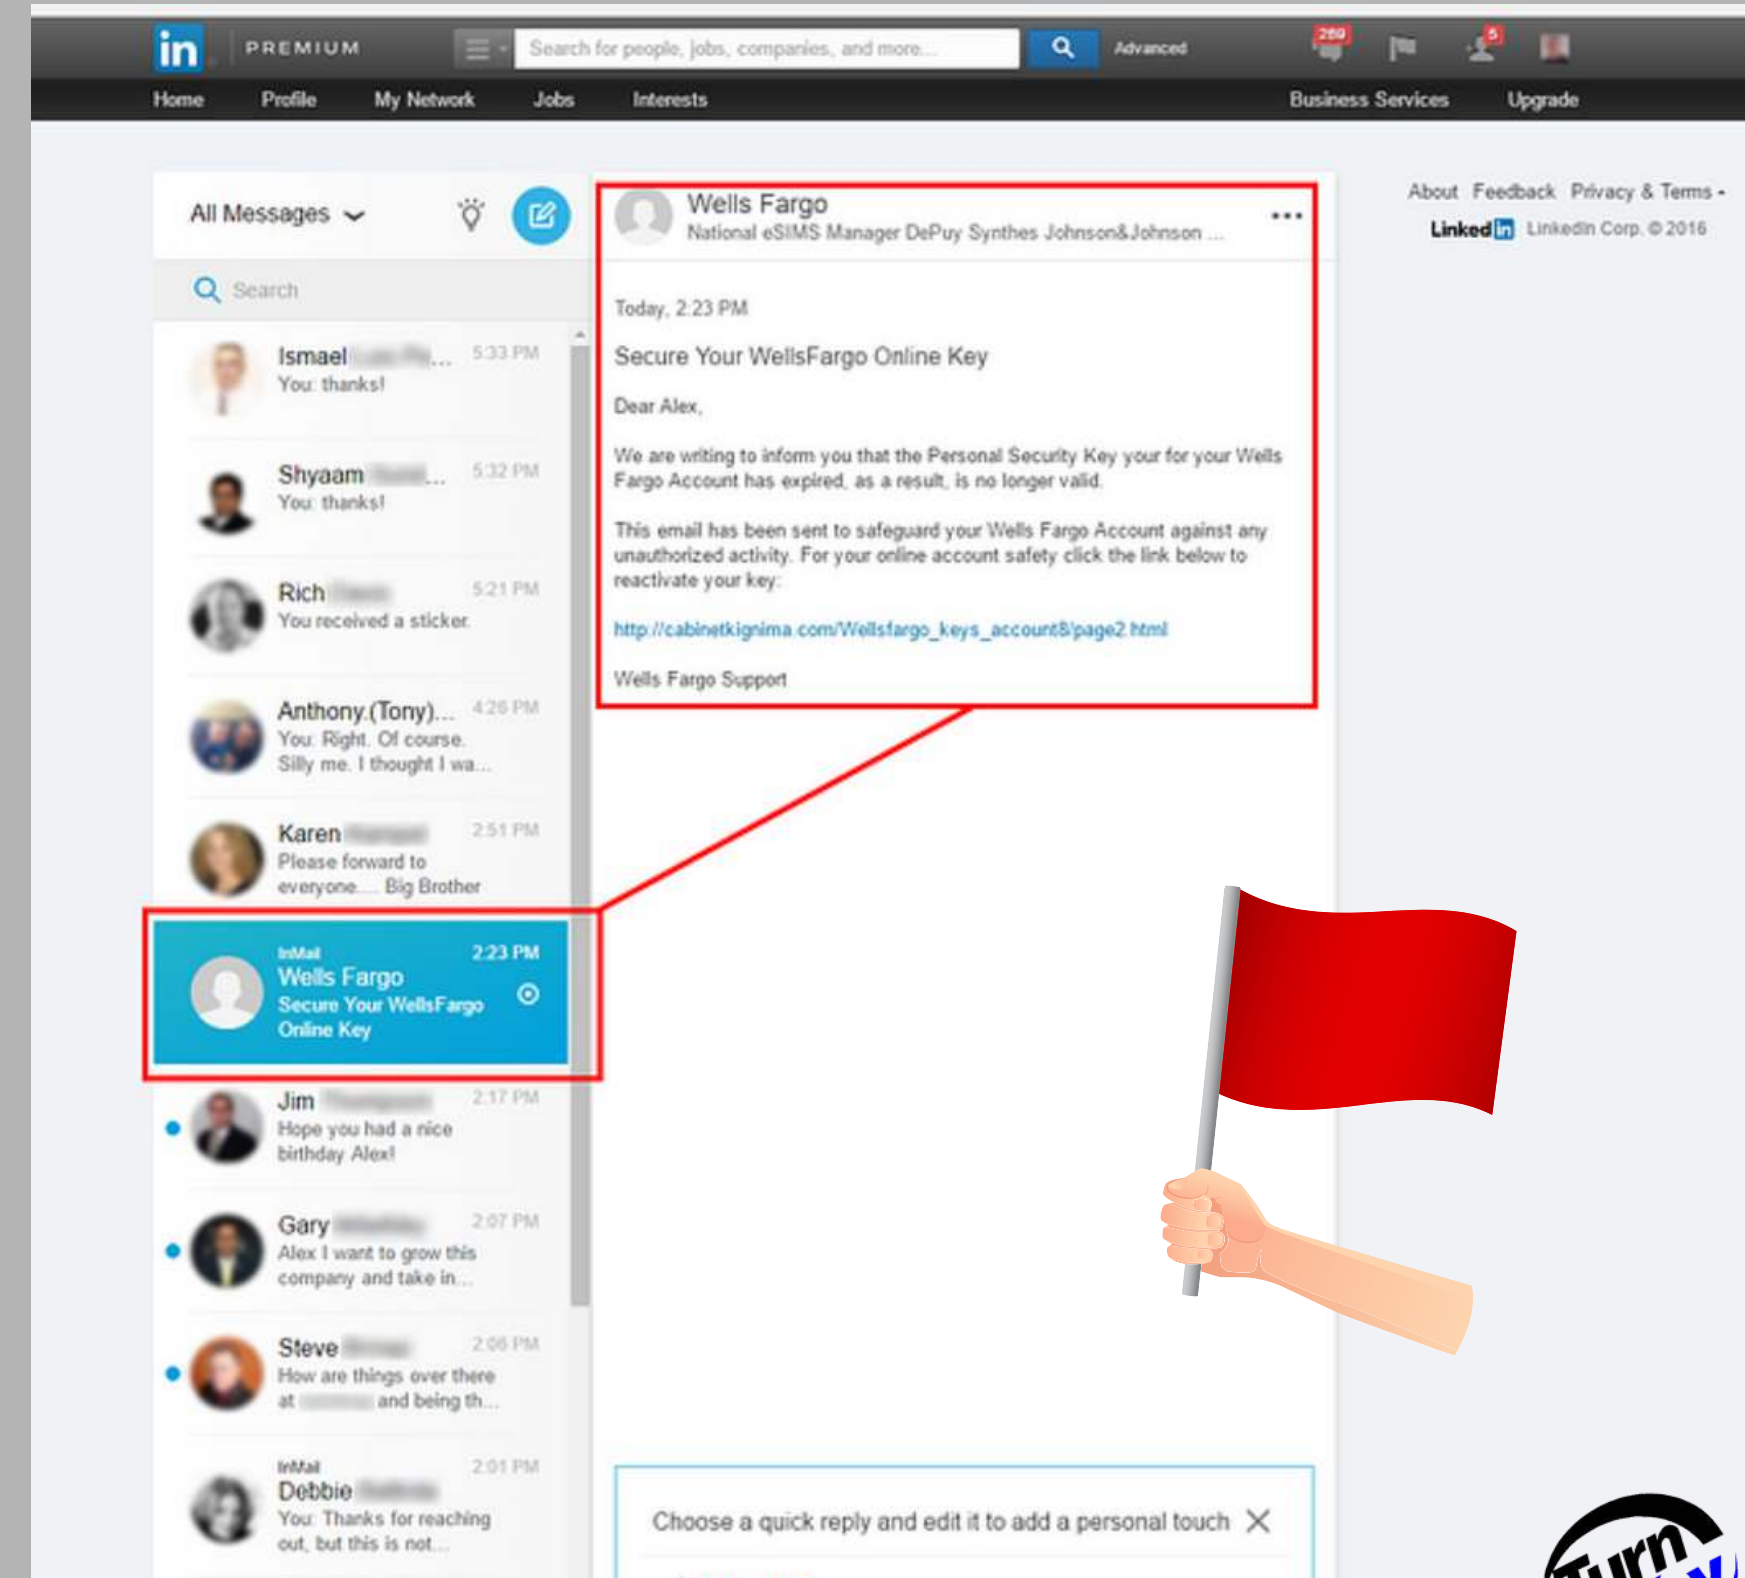 in PREMIUM
Search for people, jobs, companies, and more...
Advanced
269
5
Home Profile My Network Jobs Interests Business Services Upgrade
All Messages
Search
Ismael ... 5:33 PM
You: thanks!
Shyaam ... 5:32 PM
You: thanks!
Rich 5:21 PM
You received a sticker.
Anthony.(Tony)... 4:26 PM
You: Right. Of course.
Silly me. I thought I wa...
Karen 2:51 PM
Please forward to
everyone.... Big Brother
InMail 2:23 PM
Wells Fargo
Secure Your WellsFargo
Online Key
Jim 2:17 PM
Hope you had a nice
birthday Alex!
Gary 2:07 PM
Alex I want to grow this
company and take in...
Steve 2:06 PM
How are things over there
at and being th...
InMail 2:01 PM
Debbie
You: Thanks for reaching
out, but this is not...
Wells Fargo
National eSIMS Manager DePuy Synthes Johnson&Johnson ...
Today, 2:23 PM
Secure Your WellsFargo Online Key
Dear Alex,
We are writing to inform you that the Personal Security Key your for your Wells
Fargo Account has expired, as a result, is no longer valid.
This email has been sent to safeguard your Wells Fargo Account against any
unauthorized activity. For your online account safety click the link below to
reactivate your key:
http://cabinetkignima.com/Wellsfargo_keys_account8/page2.html
Wells Fargo Support
Choose a quick reply and edit it to add a personal touch
About Feedback Privacy & Terms
LinkedIn LinkedIn Corp. © 2016
Turn